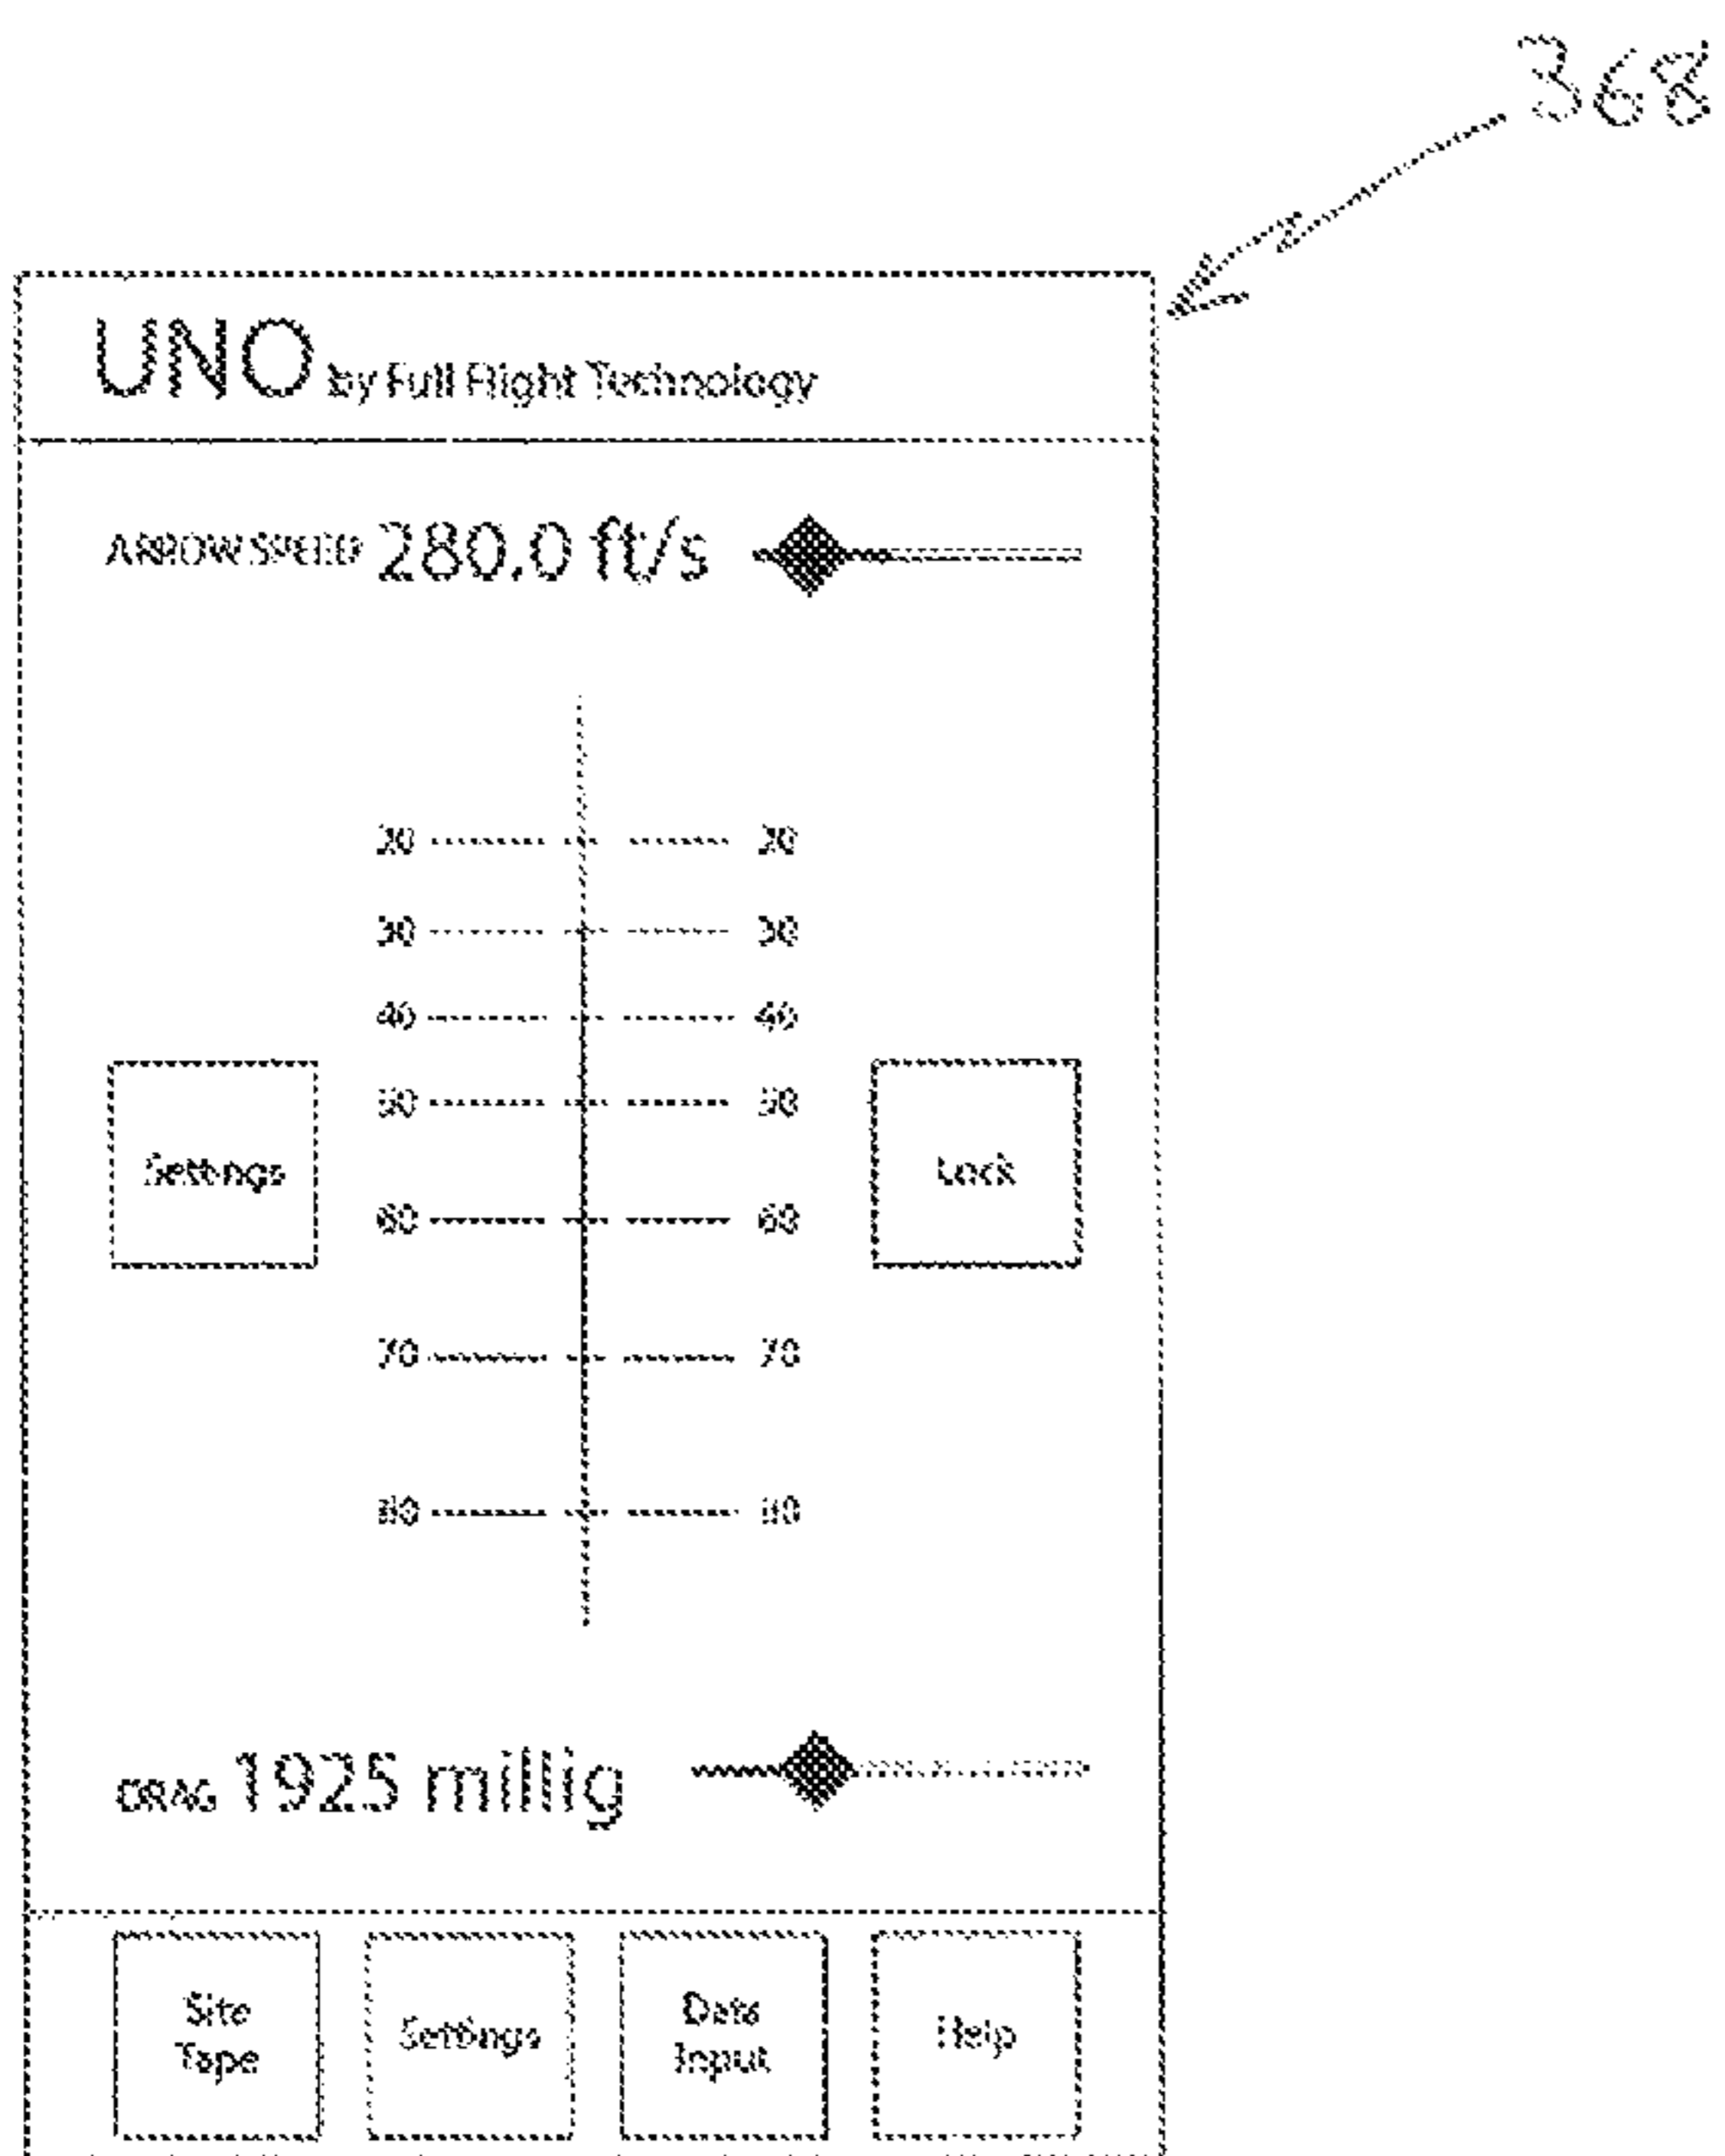 368
UNO by Full Flight Technology
ARROW SPEED 280.0 ft/s
20 20
30 30
40 40
50 50
Settings Lock
60 60
70 70
80 80
DRAG 1925 millig
Site Tape
Settings
Data Input
Help